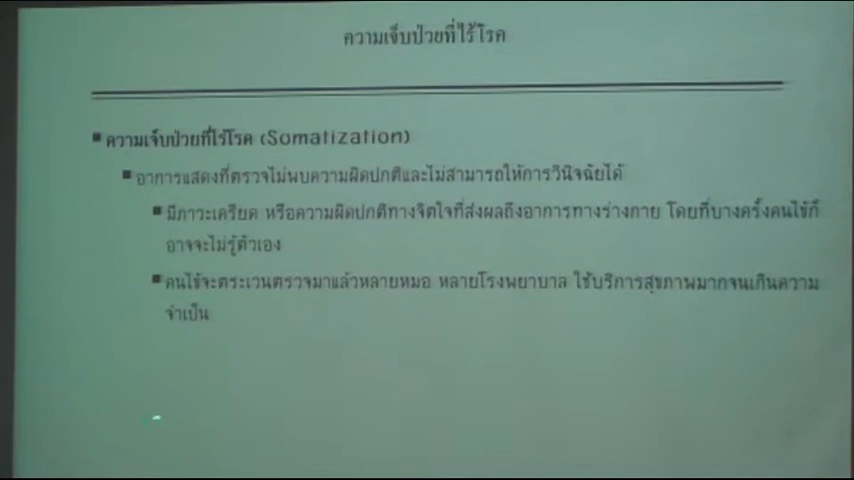 ความเจ็บป่วยที่ไร้โรค
ความเจ็บป่วยที่ไร้โรค (Somatization)
อาการแสดงที่ตรวจไม่พบความผิดปกติและไม่สามารถให้การวินิจฉัยได้
มีภาวะเครียด หรือความผิดปกติทางจิตใจที่ส่งผลถึงอาการทางร่างกาย โดยที่บางครั้งคนไข้ก็
อาจจะไม่รู้ตัวเอง
คนไข้จะตระเวนตรวจมาแล้วหลายหมอ หลายโรงพยาบาล ใช้บริการสุขภาพมากจนเกินความ
จำเป็น